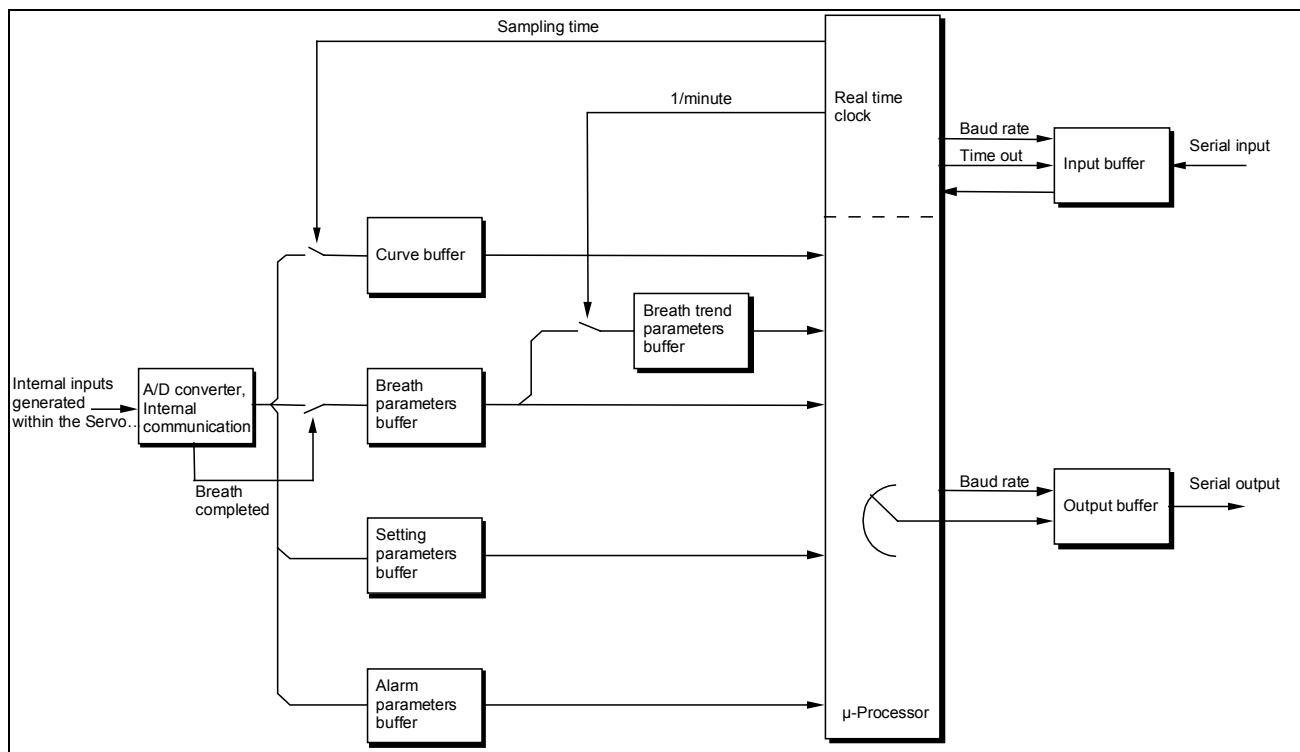 Sampling time
1/minute
Real time
clock
Baud rate
Time out
Input buffer
Serial input
Curve buffer
Breath trend
parameters
buffer
Internal inputs
generated
within the Servo..
A/D converter,
Internal
communication
Breath
parameters
buffer
Breath
completed
Baud rate
Output buffer
Serial output
Setting
parameters
buffer
Alarm
parameters
buffer
µ-Processor